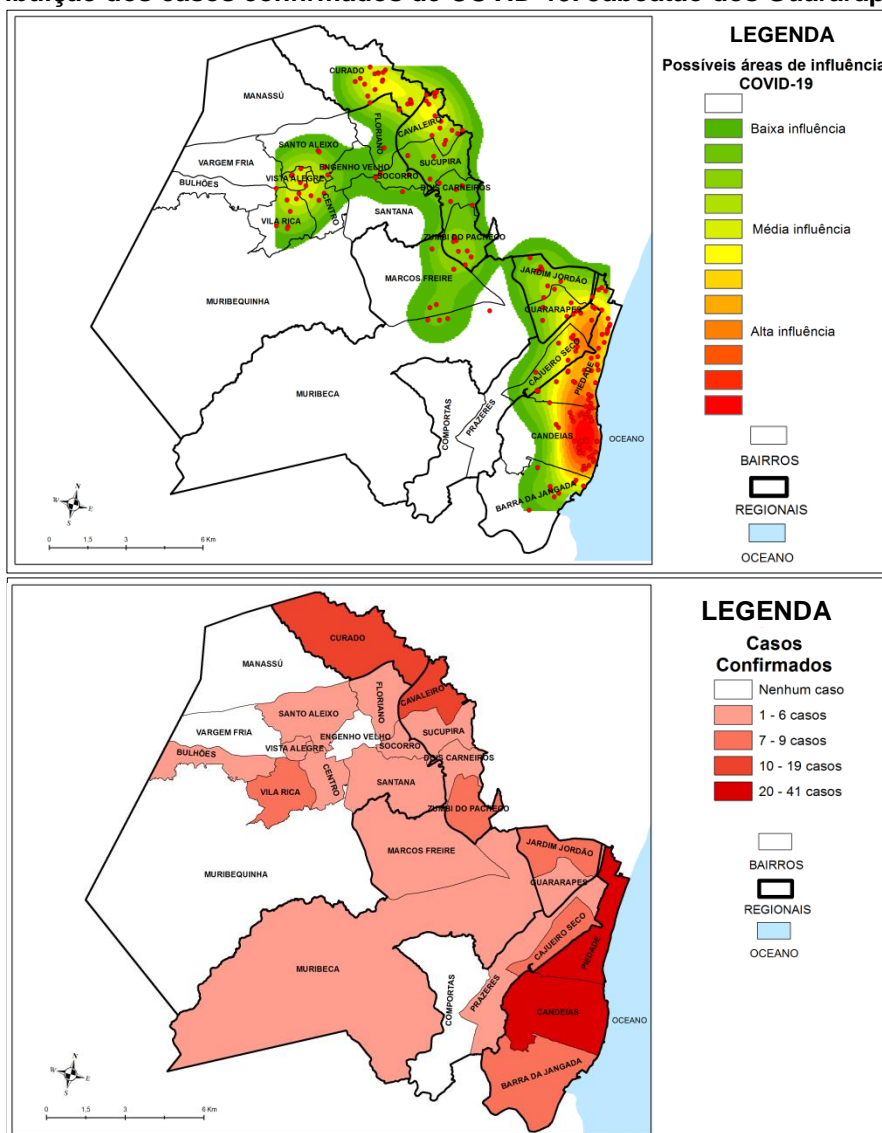 dos casos confirmados de COVID-19. Jaboatão dos
LEGENDA
Possíveis áreas de influência
COVID-19
Baixa influência
Média influência
Alta influência
BAIRROS
REGIONAIS
OCEANO
CURADO
MANASSÚ
CAVALEIRO
FLORIANO
SANTO ALEIXO
VARGEM FRIA
ENGENHO VELHO
SUCUPIRA
VISTA ALEGRE
SOCORRO
BULHÕES
DOIS CARNEIROS
CENTRO
SANTANA
VILA RICA
ZUMBI DO PACHECO
MARCOS FREIRE
JARDIM JORDÃO
MURIBEQUINHA
GUARARAPES
CAJUEIRO SECO
PIEDADE
MURIBECA
COMPORTAS
PRAZERES
CANDEIAS
OCEANO
BARRA DA JANGADA
N
W E
S
0 1,5 3 6 Km
LEGENDA
Casos
Confirmados
Nenhum caso
1 - 6 casos
7 - 9 casos
10 - 19 casos
20 - 41 casos
BAIRROS
REGIONAIS
OCEANO
CURADO
MANASSÚ
CAVALEIRO
FLORIANO
SANTO ALEIXO
VARGEM FRIA
ENGENHO VELHO
SUCUPIRA
VISTA ALEGRE
SOCORRO
BULHÕES
DOIS CARNEIROS
CENTRO
SANTANA
VILA RICA
ZUMBI DO PACHECO
MARCOS FREIRE
JARDIM JORDÃO
MURIBEQUINHA
GUARARAPES
CAJUEIRO SECO
PIEDADE
MURIBECA
COMPORTAS
PRAZERES
CANDEIAS
OCEANO
BARRA DA JANGADA
N
W E
S
0 1,5 3 6 Km